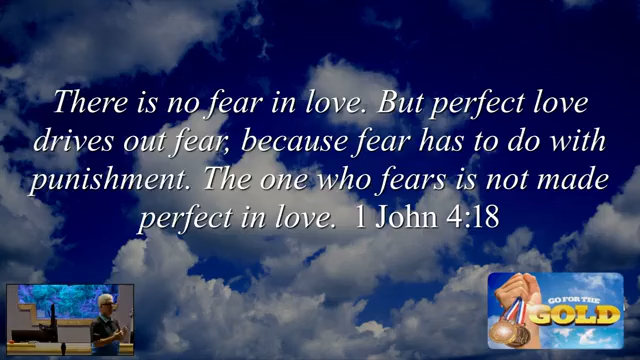 There is no fear in love. But perfect love
drives out fear, because fear has to do with
punishment. The one who fears is not made
perfect in love.  1 John 4:18
GO FOR THE
GOLD